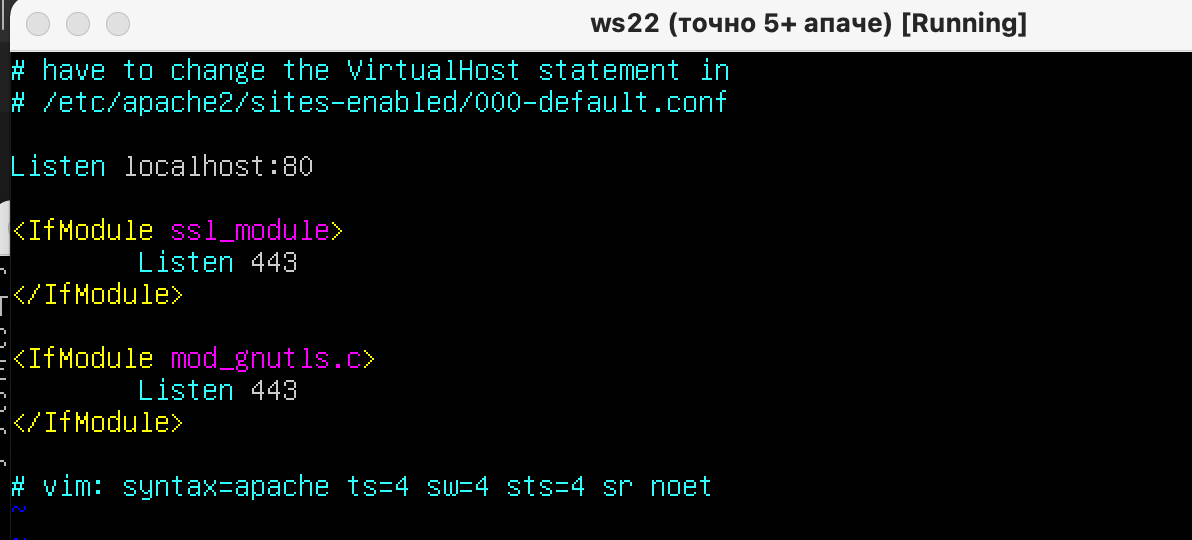 ws22 (точно 5+ апаче) [Running]
# have to change the VirtualHost statement in
# /etc/apache2/sites-enabled/000-default.conf
Listen localhost:80
<IfModule ssl_module>
Listen 443
</IfModule>
<IfModule mod_gnutls.c>
Listen 443
</IfModule>
# vim: syntax=apache ts=4 sw=4 sts=4 sr noet
~
~